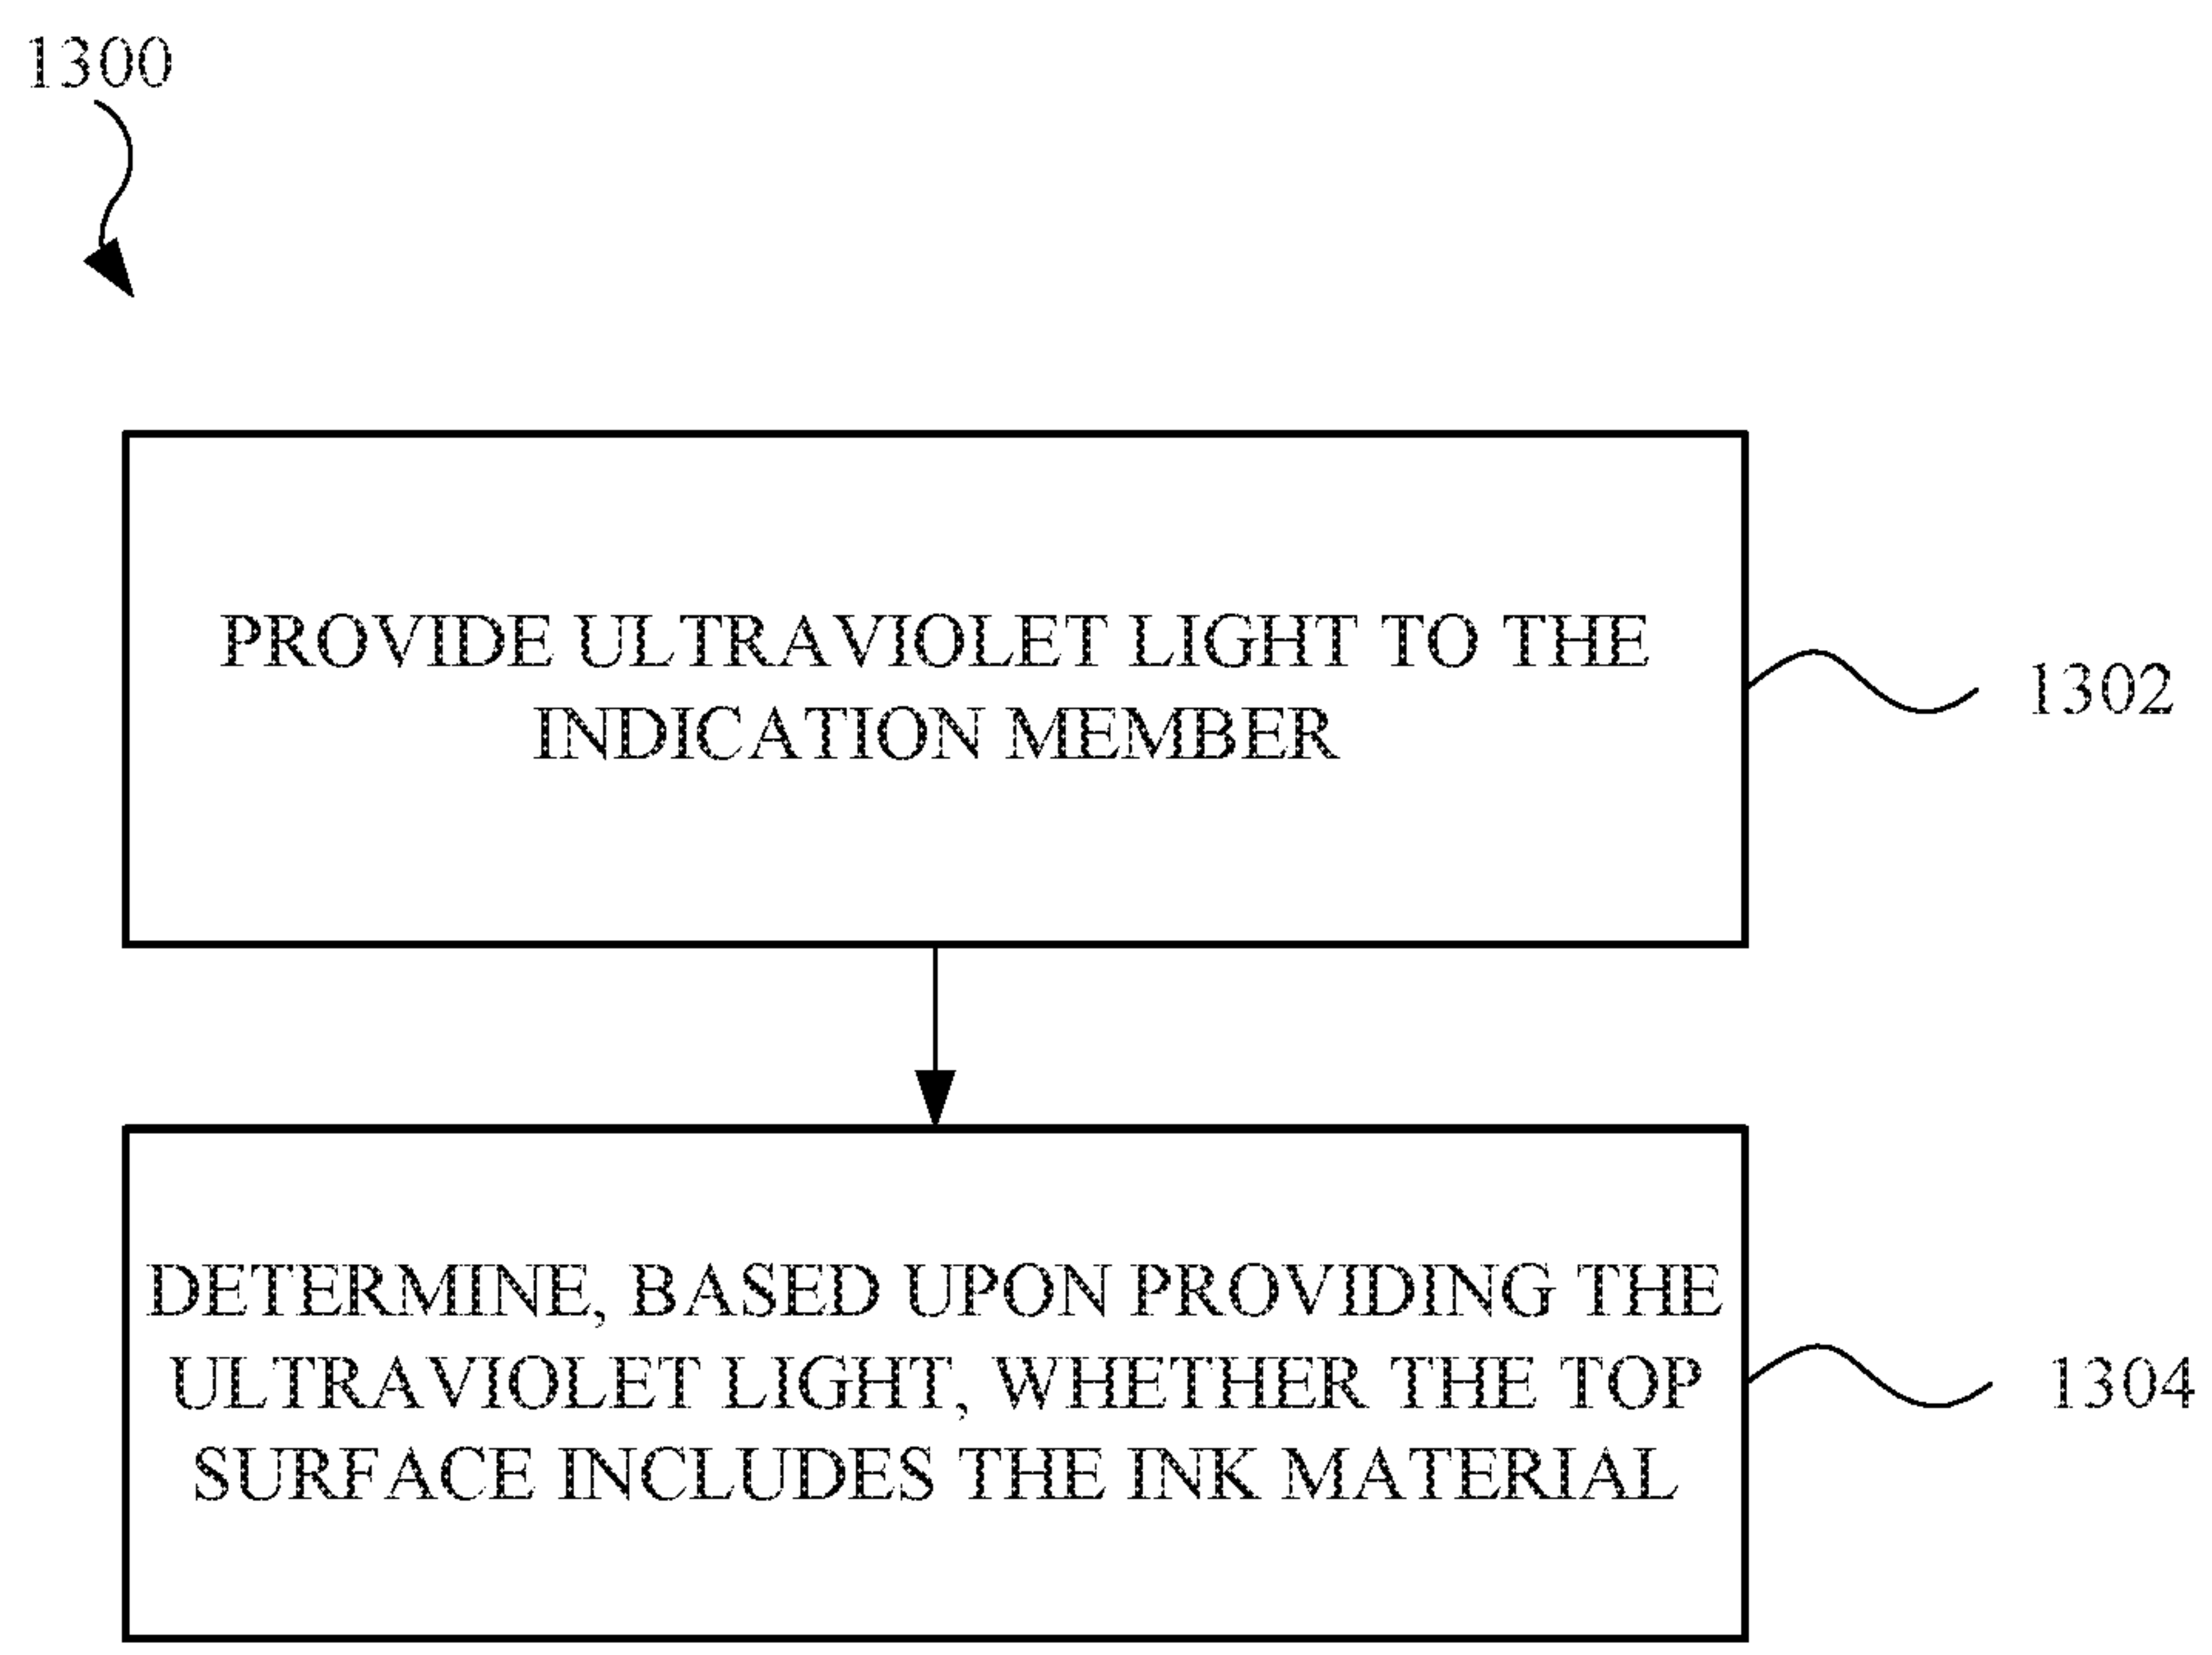 1300
PROVIDE ULTRAVIOLET LIGHT TO THE
INDICATION MEMBER
1302
DETERMINE, BASED UPON PROVIDING THE
ULTRAVIOLET LIGHT, WHETHER THE TOP
SURFACE INCLUDES THE INK MATERIAL
1304